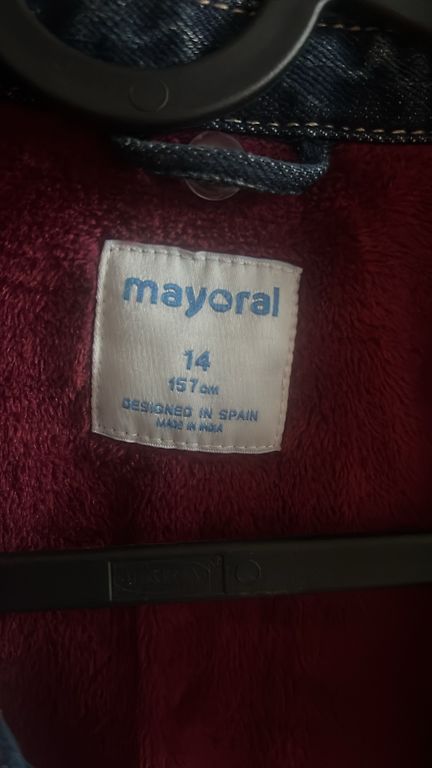 mayoral
14
157cm
DESIGNED IN SPAIN
MADE IN INDIA